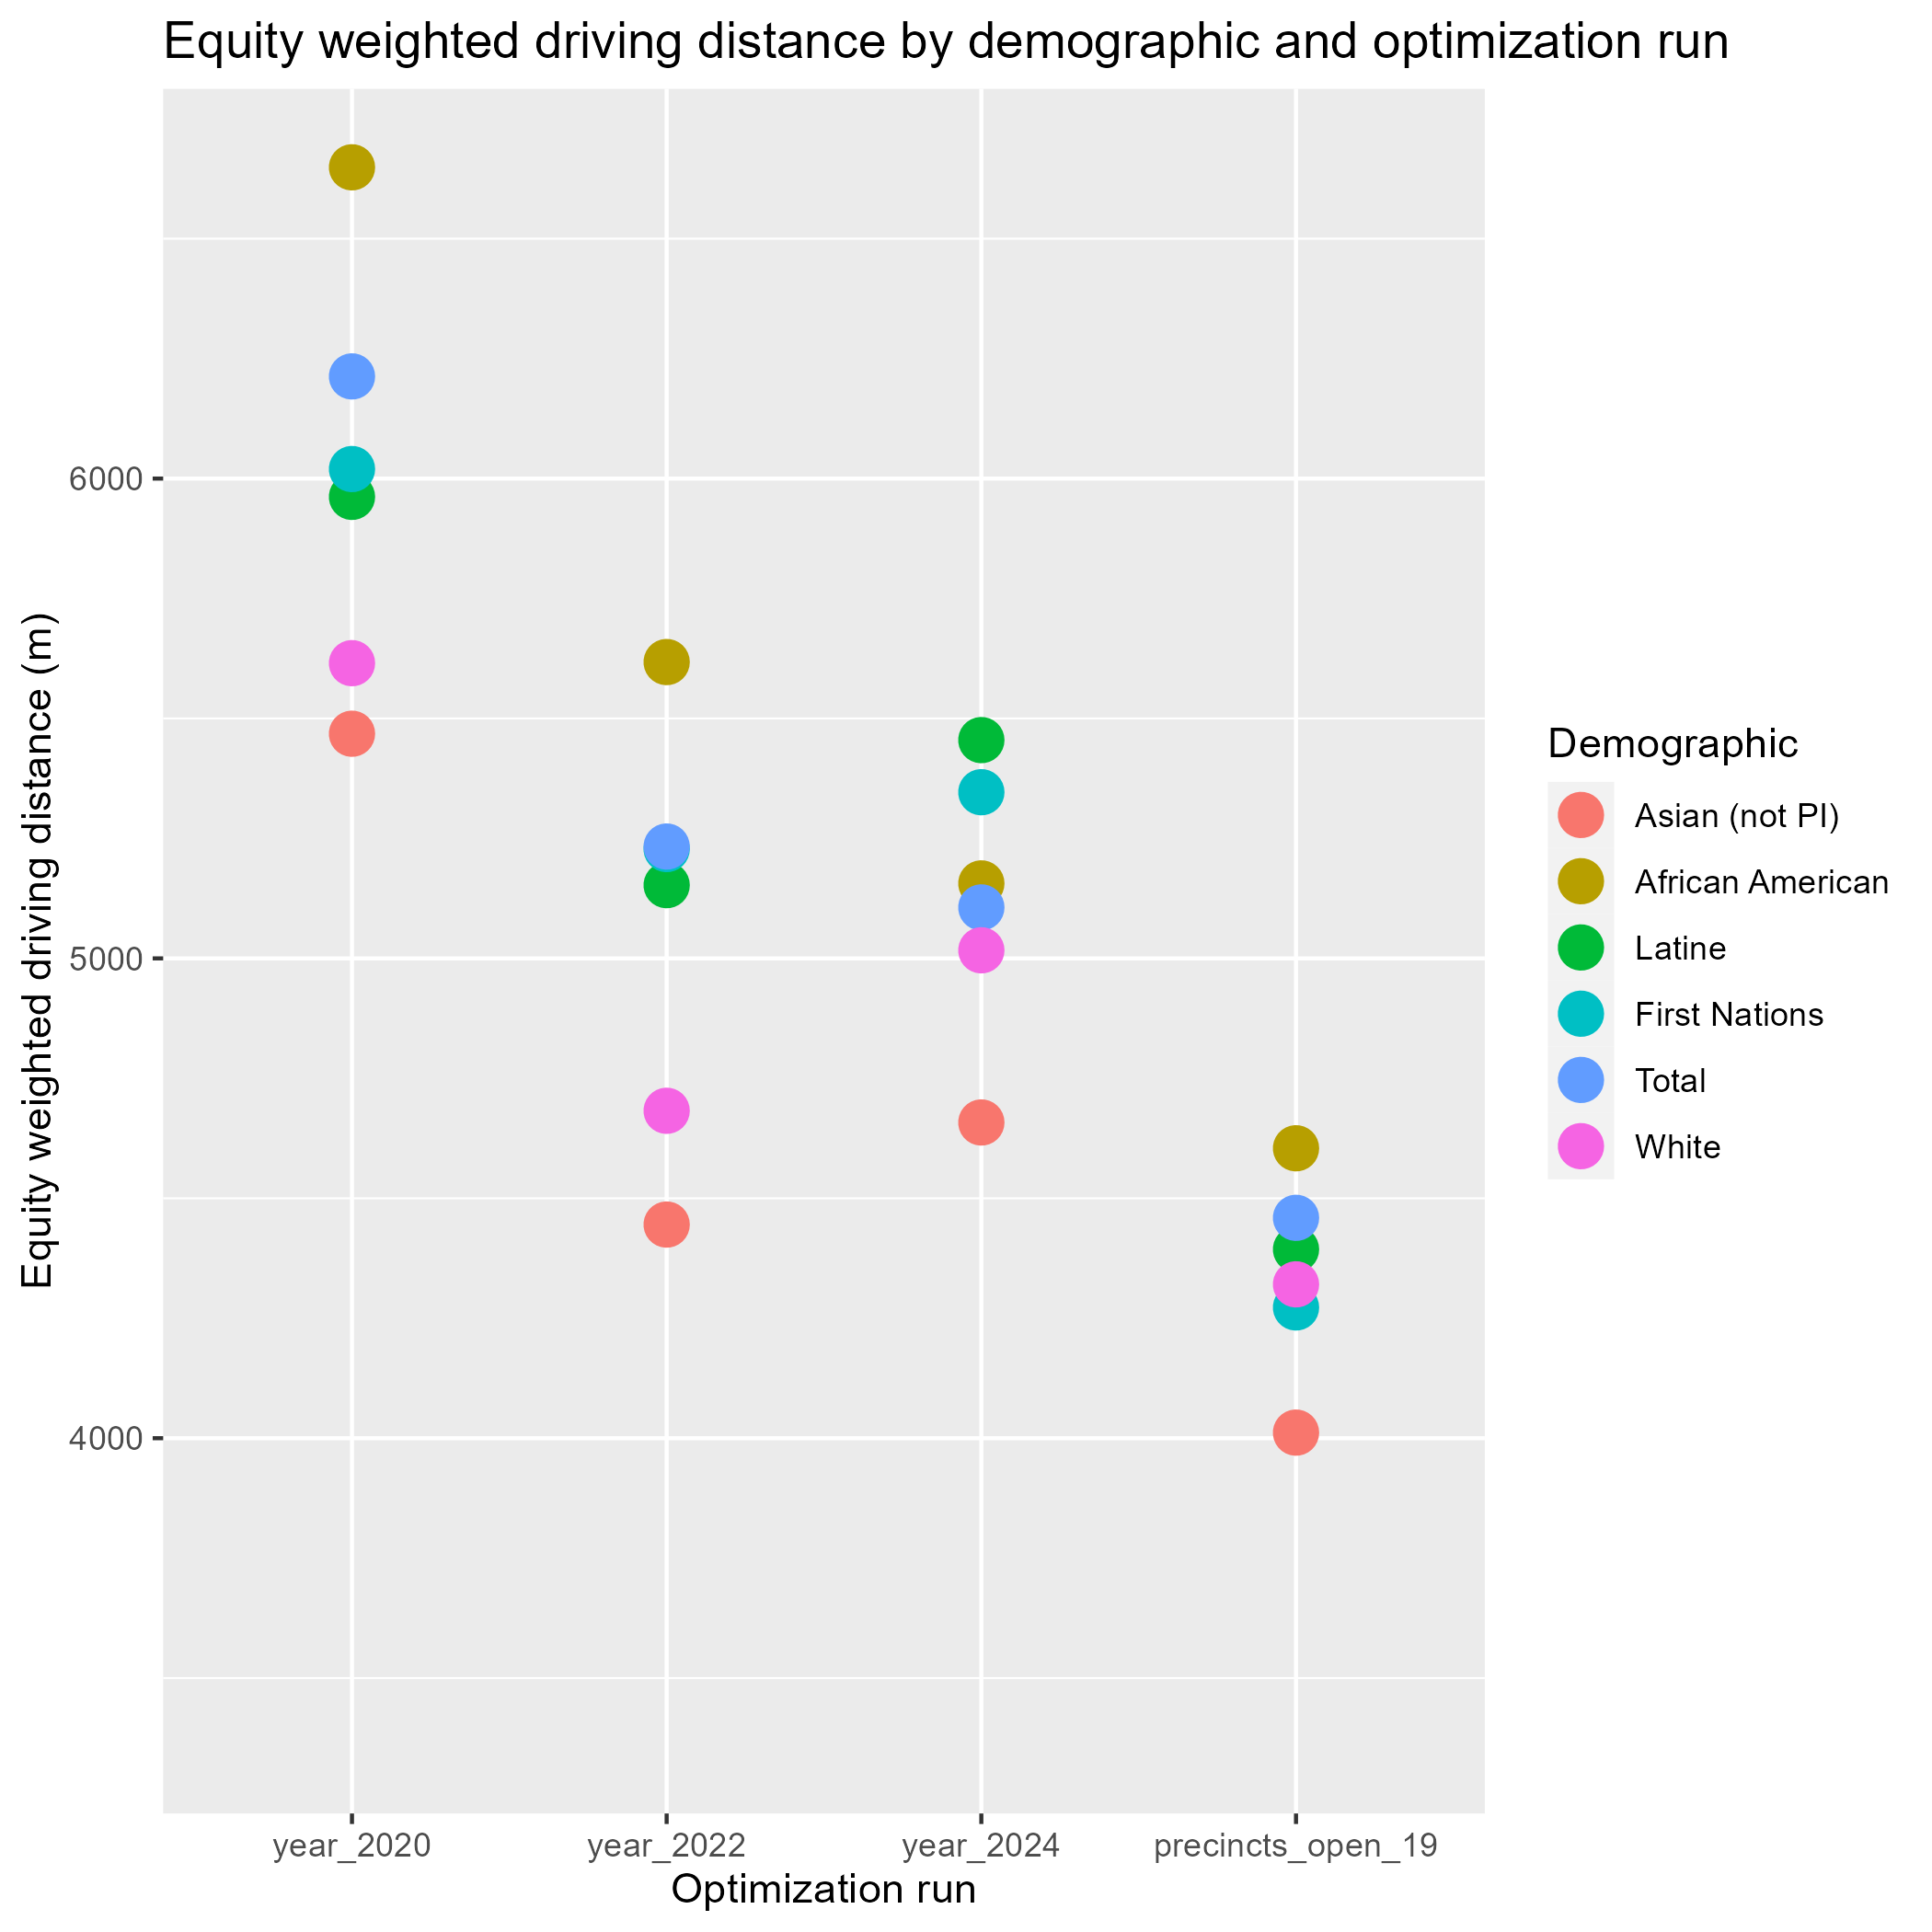 Equity weighted driving distance by demographic and optimization run
Equity weighted driving distance (m)
6000
5000
4000
year_2020
year_2022
year_2024
precincts_open_19
Optimization run
Demographic
Asian (not PI)
African American
Latine
First Nations
Total
White